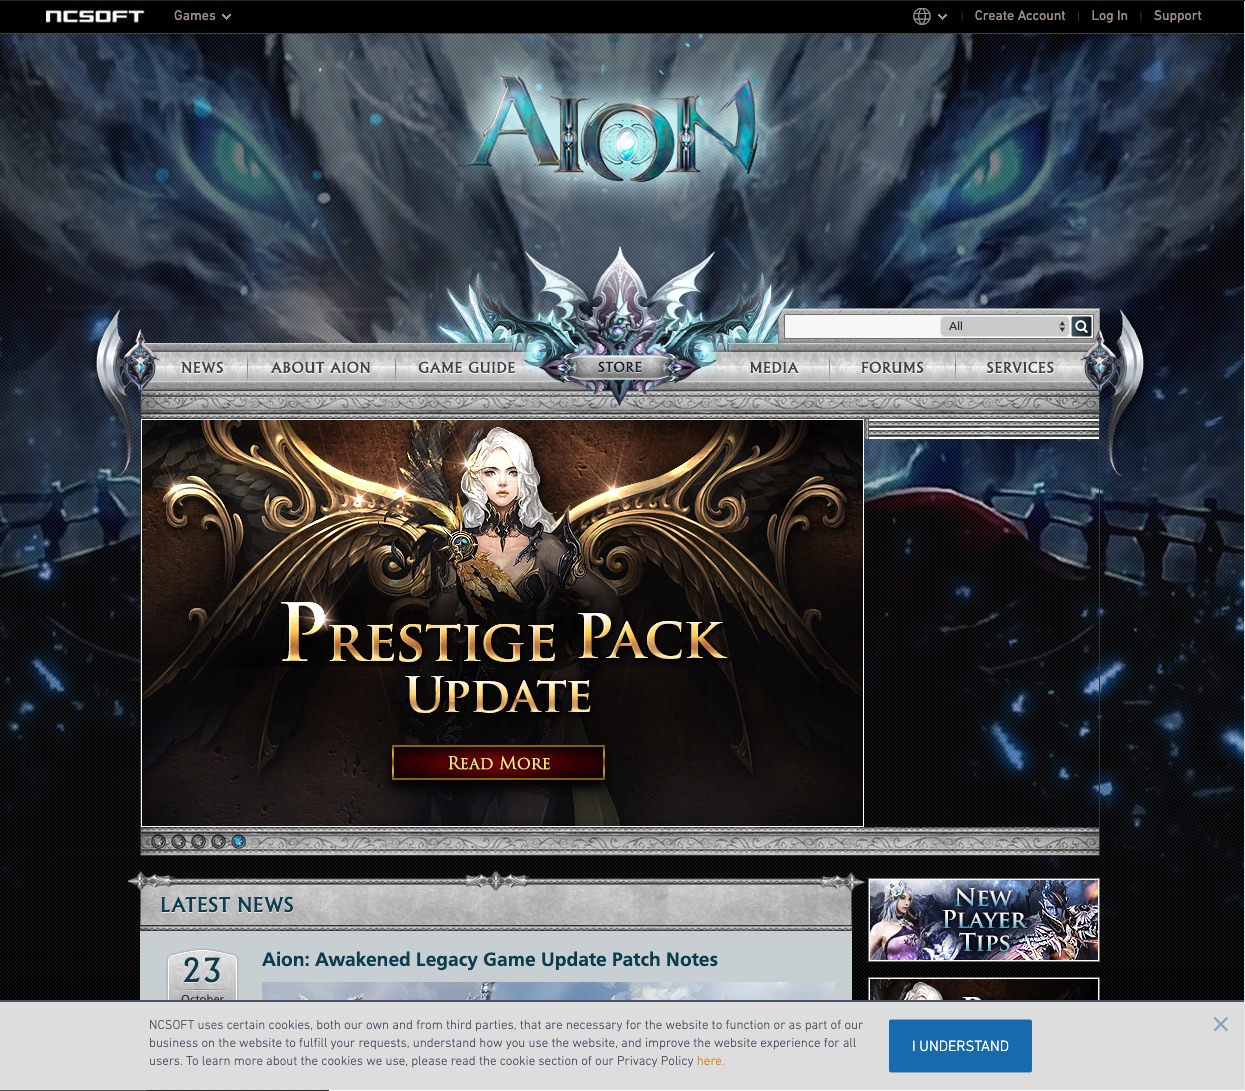 NCSOFT Games Create Account Log In Support
AION
All
NEWS ABOUT AION GAME GUIDE STORE MEDIA FORUMS SERVICES
PRESTIGE PACK
UPDATE
READ MORE
LATEST NEWS
NEW
PLAYER
TIPS
23
October
Aion: Awakened Legacy Game Update Patch Notes
NCSOFT uses certain cookies, both our own and from third parties, that are necessary for the website to function or as part of our
business on the website to fulfill your requests, understand how you use the website, and improve the website experience for all
users. To learn more about the cookies we use, please read the cookie section of our Privacy Policy here.
I UNDERSTAND